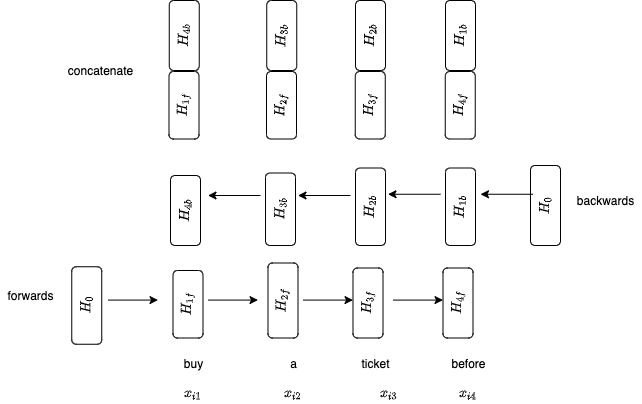 H_{4b} H_{3b} H_{2b} H_{1b}
concatenate
H_{1f} H_{2f} H_{3f} H_{4f}
H_{4b} H_{3b} H_{2b} H_{1b} H_0 backwards
forwards H_0 H_{1f} H_{2f} H_{3f} H_{4f}
buy a ticket before
x_{i1} x_{i2} x_{i3} x_{i4}